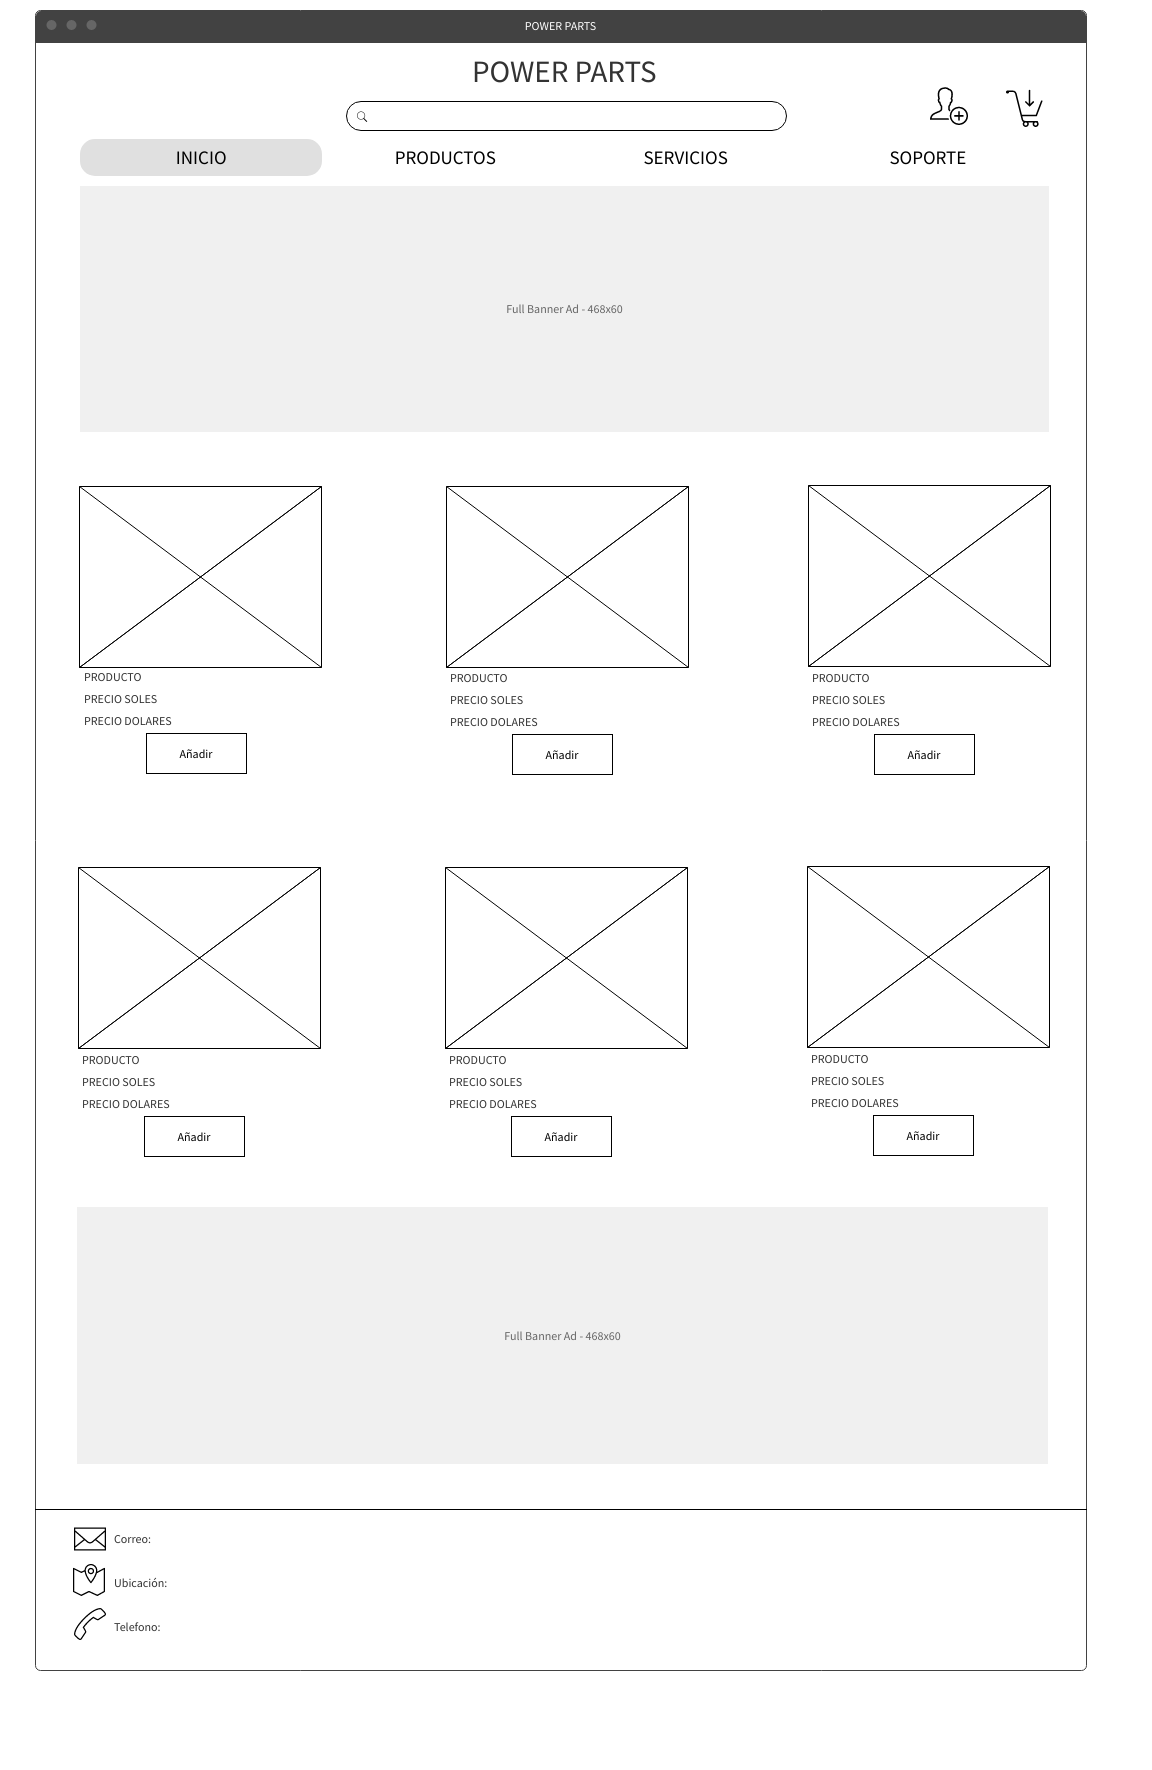 POWER PARTS
POWER PARTS
INICIO PRODUCTOS SERVICIOS SOPORTE
Full Banner Ad - 468x60
PRODUCTO PRODUCTO PRODUCTO
PRECIO SOLES PRECIO SOLES PRECIO SOLES
PRECIO DOLARES PRECIO DOLARES PRECIO DOLARES
Añadir Añadir Añadir
PRODUCTO PRODUCTO PRODUCTO
PRECIO SOLES PRECIO SOLES PRECIO SOLES
PRECIO DOLARES PRECIO DOLARES PRECIO DOLARES
Añadir Añadir Añadir
Full Banner Ad - 468x60
Correo:
Ubicación:
Telefono: